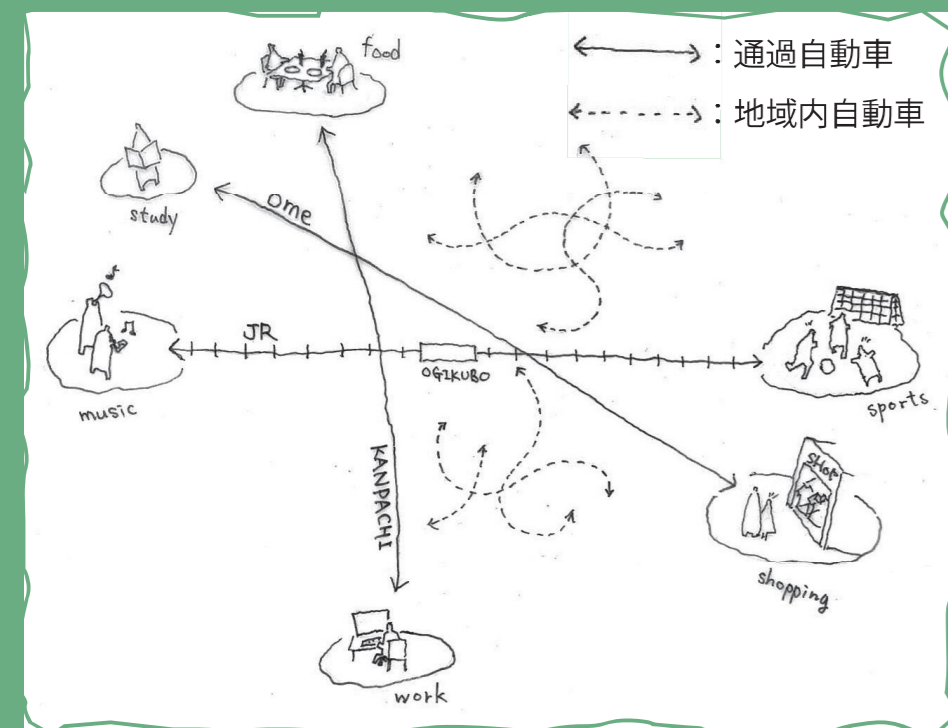 food
：通過自動車
：地域内自動車
study
OME
JR
OGIKUBO
music
sports
KANPACHI
SHOP
shopping
work